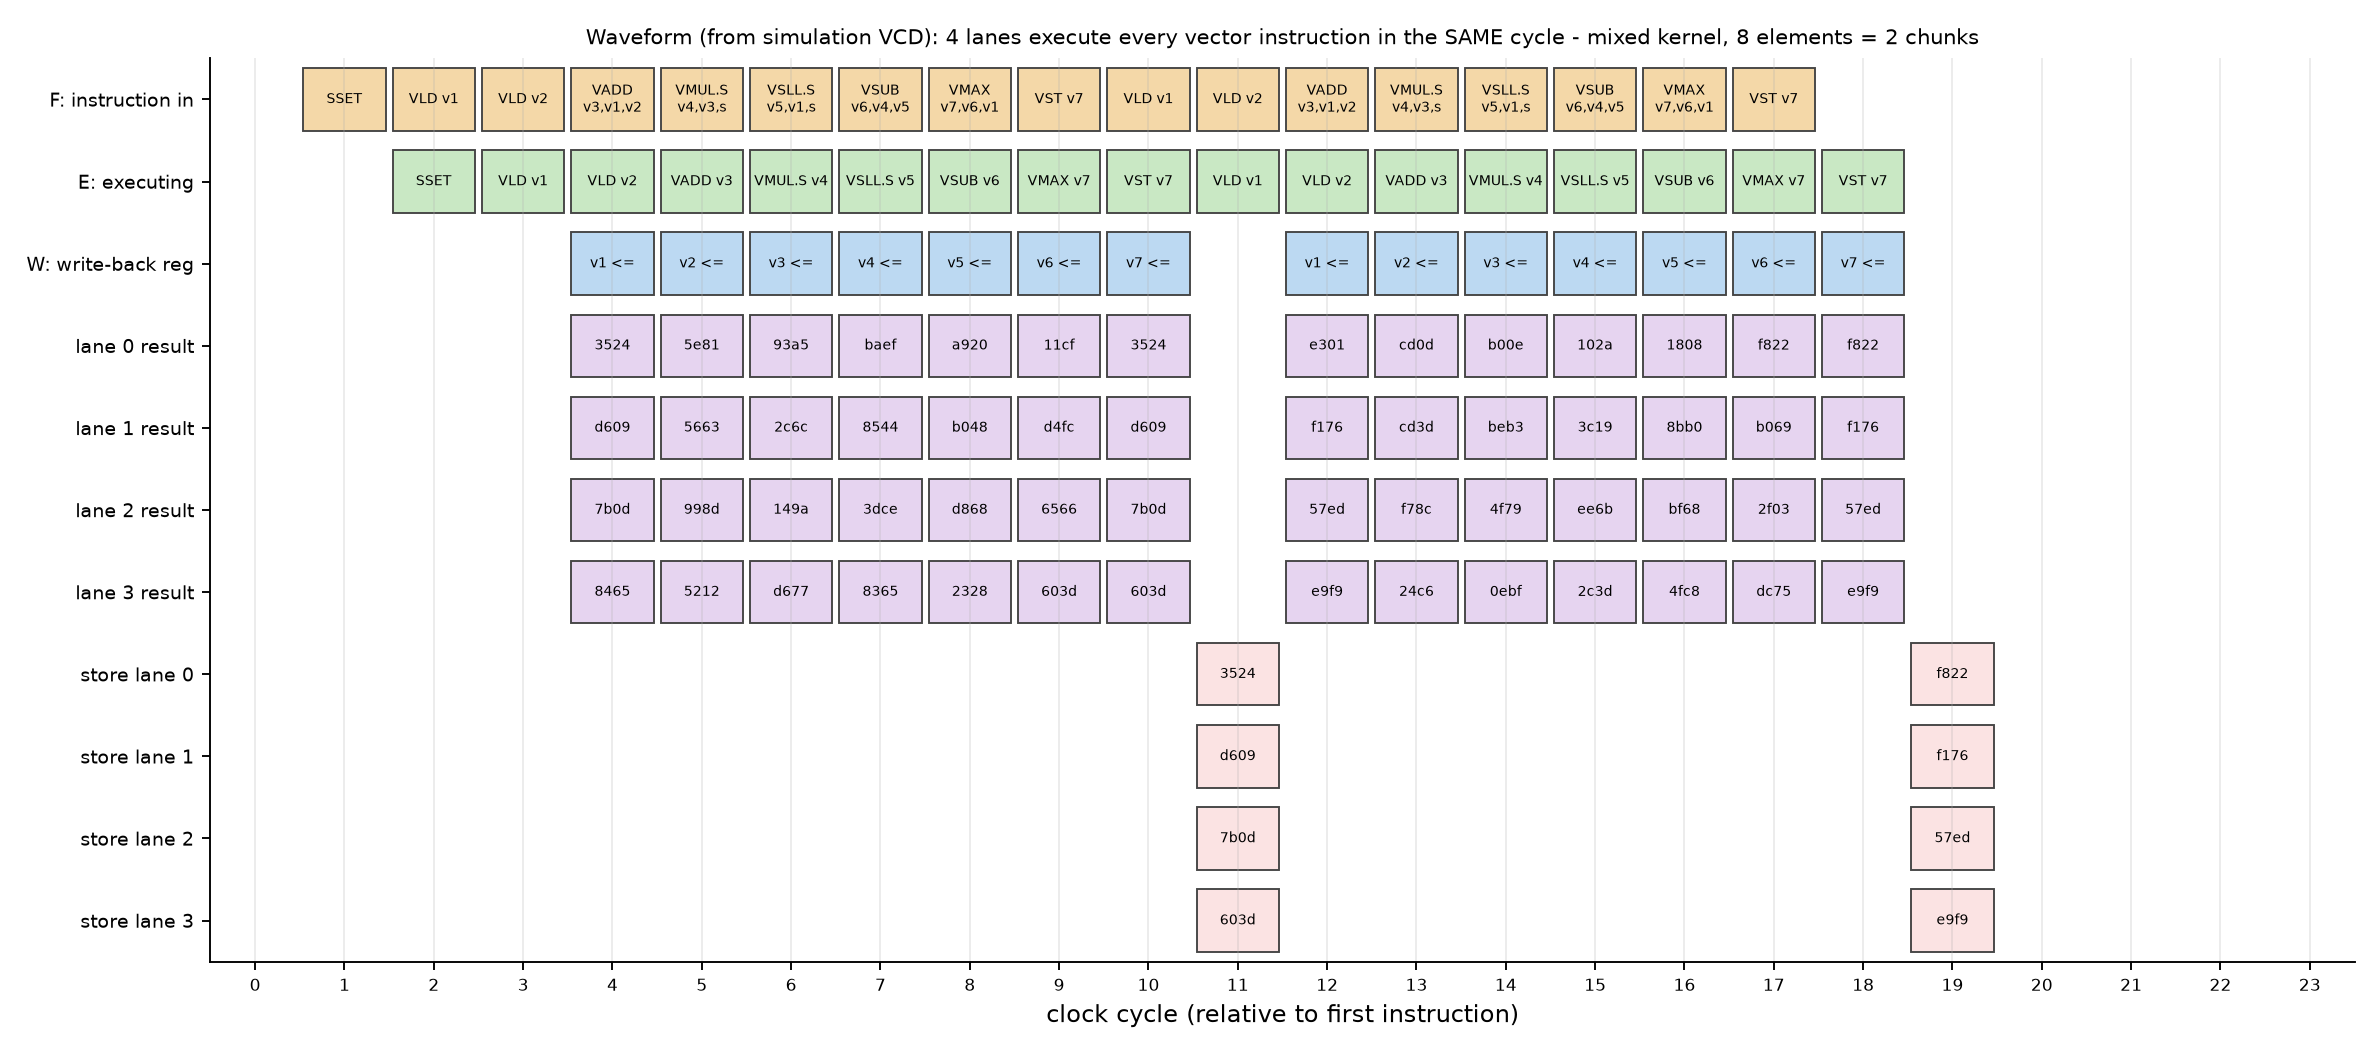 Waveform (from simulation VCD): 4 lanes execute every vector instruction in the SAME cycle - mixed kernel, 8 elements = 2 chunks
F: instruction in SSET VLD v1 VLD v2 VADD v3,v1,v2 VMUL.S v4,v3,s VSLL.S v5,v1,s VSUB v6,v4,v5 VMAX v7,v6,v1 VST v7 VLD v1 VLD v2 VADD v3,v1,v2 VMUL.S v4,v3,s VSLL.S v5,v1,s VSUB v6,v4,v5 VMAX v7,v6,v1 VST v7
E: executing SSET VLD v1 VLD v2 VADD v3 VMUL.S v4 VSLL.S v5 VSUB v6 VMAX v7 VST v7 VLD v1 VLD v2 VADD v3 VMUL.S v4 VSLL.S v5 VSUB v6 VMAX v7 VST v7
W: write-back reg v1 <= v2 <= v3 <= v4 <= v5 <= v6 <= v7 <= v1 <= v2 <= v3 <= v4 <= v5 <= v6 <= v7 <=
lane 0 result 3524 5e81 93a5 baef a920 11cf 3524 e301 cd0d b00e 102a 1808 f822 f822
lane 1 result d609 5663 2c6c 8544 b048 d4fc d609 f176 cd3d beb3 3c19 8bb0 b069 f176
lane 2 result 7b0d 998d 149a 3dce d868 6566 7b0d 57ed f78c 4f79 ee6b bf68 2f03 57ed
lane 3 result 8465 5212 d677 8365 2328 603d 603d e9f9 24c6 0ebf 2c3d 4fc8 dc75 e9f9
store lane 0 3524 f822
store lane 1 d609 f176
store lane 2 7b0d 57ed
store lane 3 603d e9f9
0 1 2 3 4 5 6 7 8 9 10 11 12 13 14 15 16 17 18 19 20 21 22 23
clock cycle (relative to first instruction)